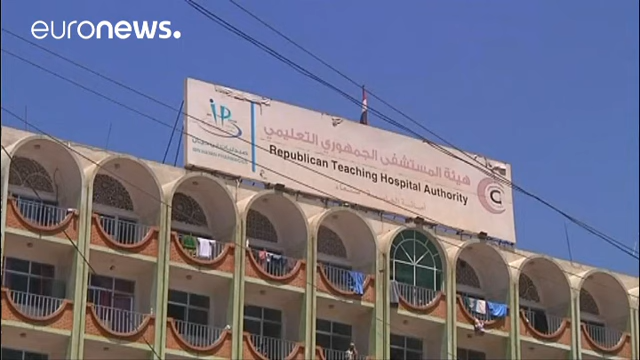 euronews.
هيئة المستشفى الجمهوري التعليمي
Republican Teaching Hospital Authority